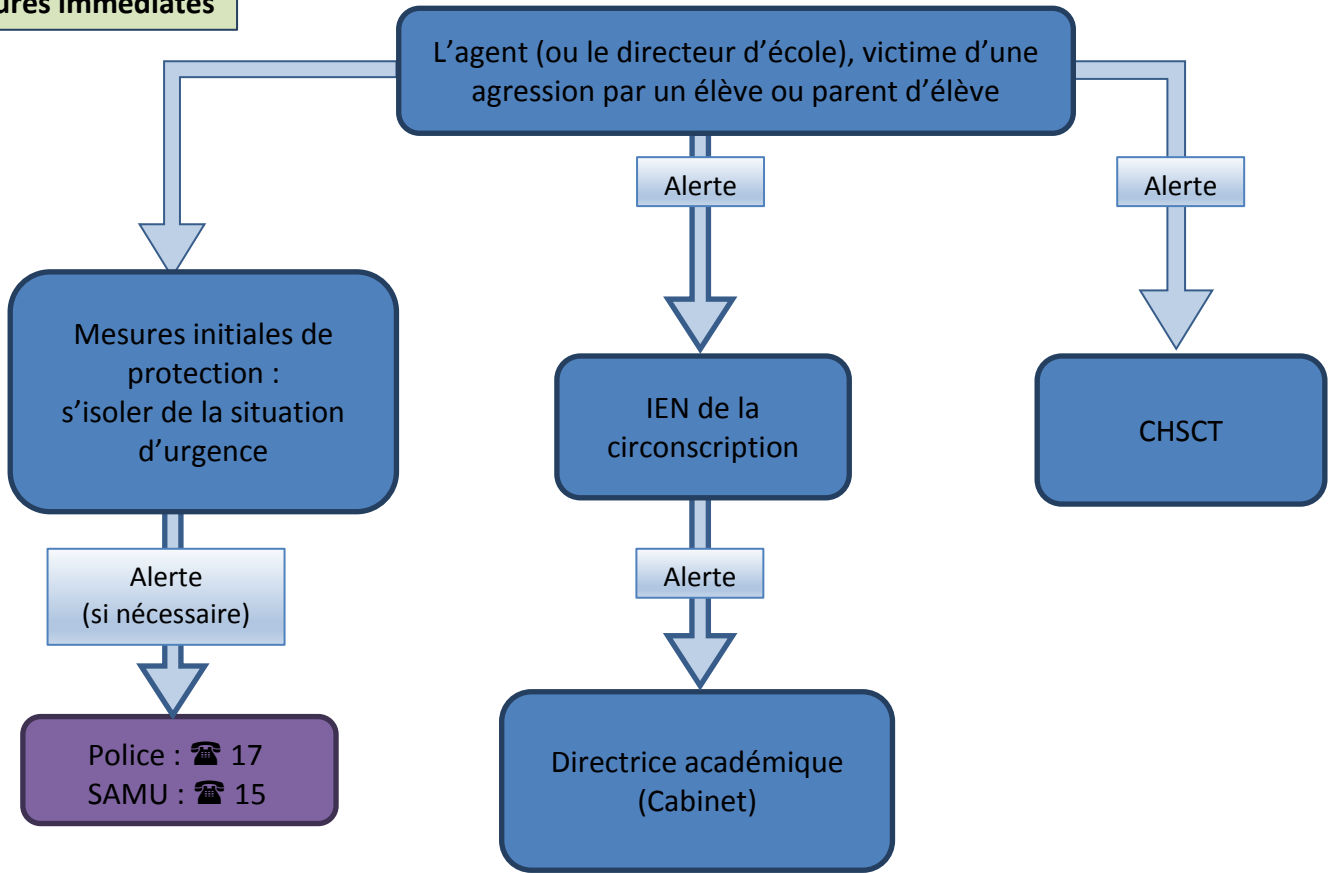 ures immédiates
L’agent (ou le directeur d’école), victime d’une
agression par un élève ou parent d’élève
Alerte
Alerte
Mesures initiales de
protection :
s’isoler de la situation
d’urgence
IEN de la
circonscription
CHSCT
Alerte
(si nécessaire)
Alerte
Police : ☎ 17
SAMU : ☎ 15
Directrice académique
(Cabinet)